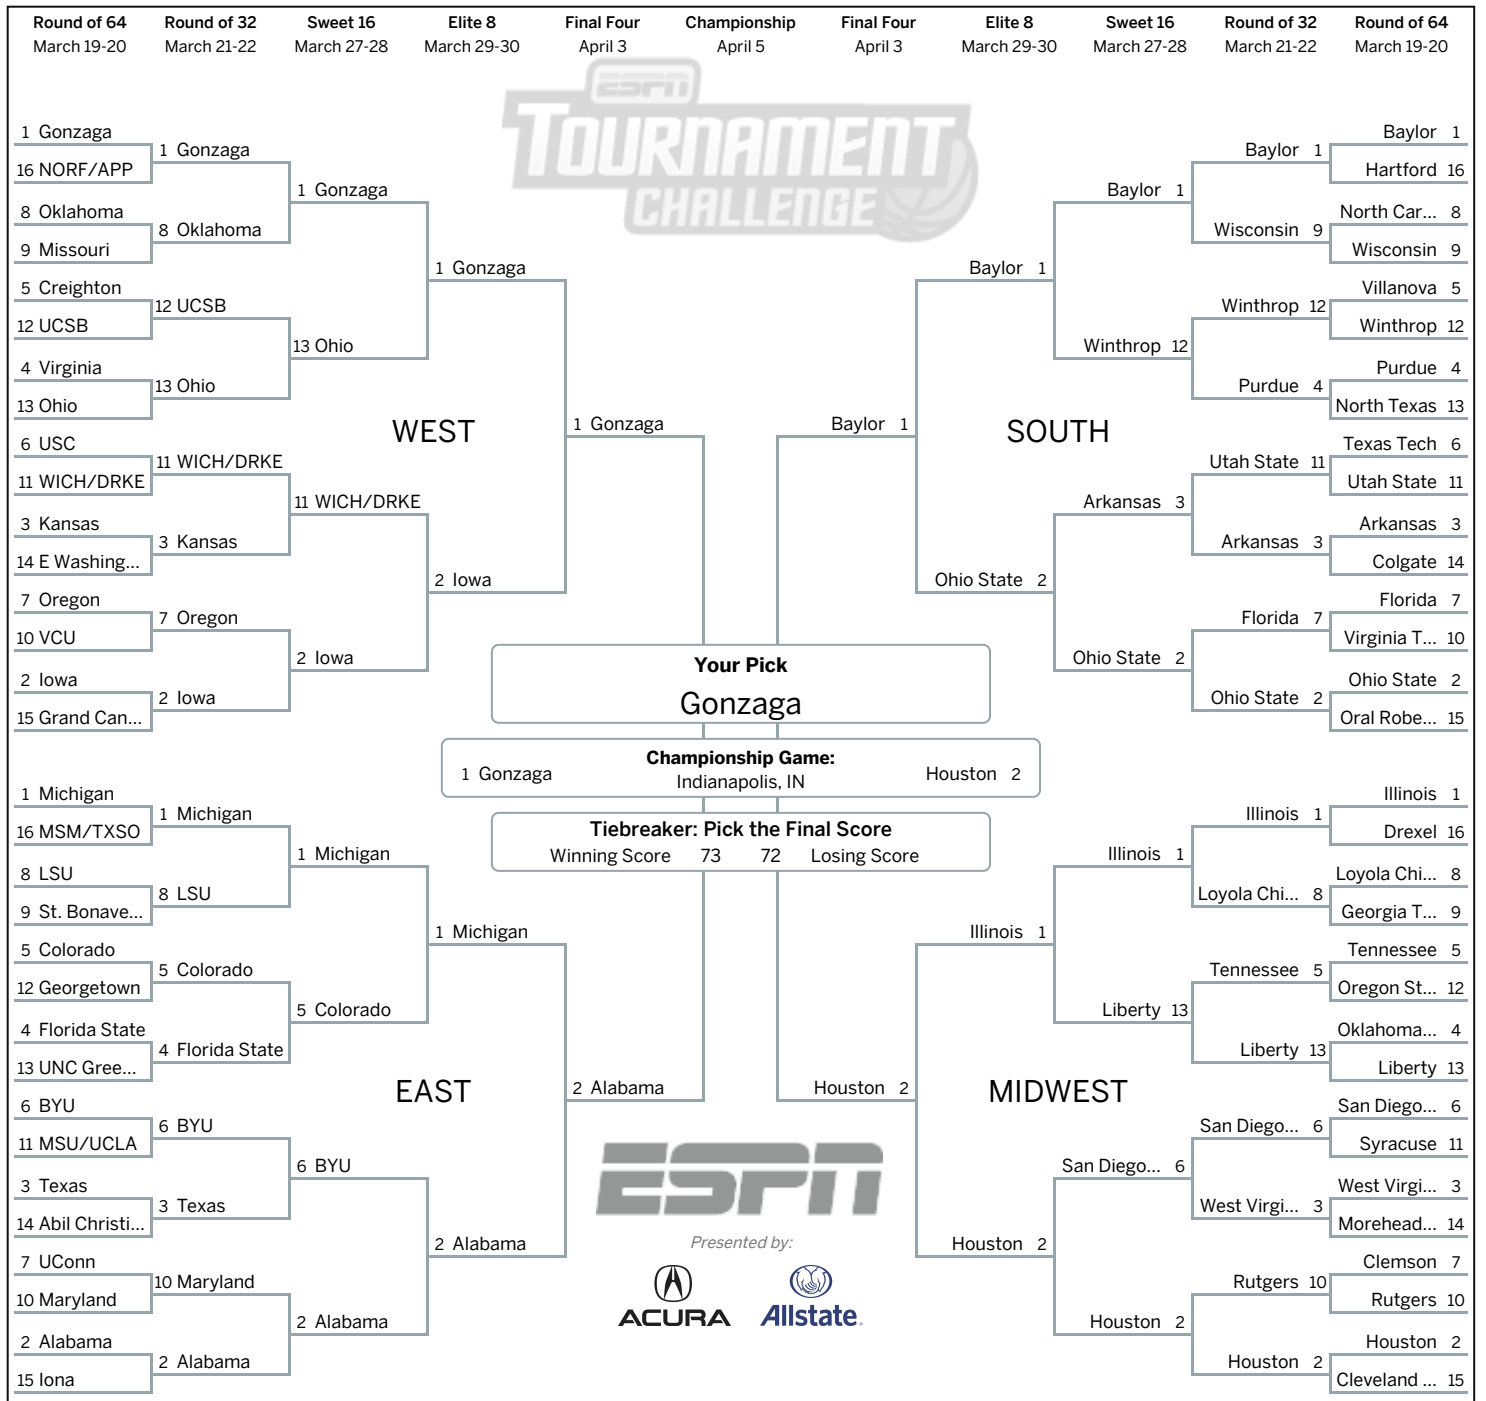 Round of 64 Round of 32 Sweet 16 Elite 8 Final Four Championship Final Four Elite 8 Sweet 16 Round of 32 Round of 64
March 19-20 March 21-22 March 27-28 March 29-30 April 3 April 5 April 3 March 29-30 March 27-28 March 21-22 March 19-20
ESPN
TOURNAMENT
CHALLENGE
1 Gonzaga
16 NORF/APP
8 Oklahoma
9 Missouri
5 Creighton
12 UCSB
4 Virginia
13 Ohio
6 USC
11 WICH/DRKE
3 Kansas
14 E Washing...
7 Oregon
10 VCU
2 Iowa
15 Grand Can...
1 Gonzaga
8 Oklahoma
12 UCSB
13 Ohio
11 WICH/DRKE
3 Kansas
7 Oregon
2 Iowa
1 Gonzaga
13 Ohio
11 WICH/DRKE
2 Iowa
1 Gonzaga
2 Iowa
1 Gonzaga
WEST
Baylor 1
Hartford 16
North Car... 8
Wisconsin 9
Villanova 5
Winthrop 12
Purdue 4
North Texas 13
Texas Tech 6
Utah State 11
Arkansas 3
Colgate 14
Florida 7
Virginia T... 10
Ohio State 2
Oral Robe... 15
Baylor 1
Wisconsin 9
Winthrop 12
Purdue 4
Utah State 11
Arkansas 3
Florida 7
Ohio State 2
Baylor 1
Winthrop 12
Arkansas 3
Ohio State 2
Baylor 1
Ohio State 2
Baylor 1
SOUTH
Your Pick
Gonzaga
Championship Game:
1 Gonzaga Indianapolis, IN Houston 2
Tiebreaker: Pick the Final Score
Winning Score 73 72 Losing Score
1 Michigan
16 MSM/TXSO
8 LSU
9 St. Bonave...
5 Colorado
12 Georgetown
4 Florida State
13 UNC Gree...
6 BYU
11 MSU/UCLA
3 Texas
14 Abil Christi...
7 UConn
10 Maryland
2 Alabama
15 Iona
1 Michigan
8 LSU
5 Colorado
4 Florida State
6 BYU
3 Texas
10 Maryland
2 Alabama
1 Michigan
5 Colorado
6 BYU
2 Alabama
1 Michigan
2 Alabama
2 Alabama
EAST
Illinois 1
Drexel 16
Loyola Chi... 8
Georgia T... 9
Tennessee 5
Oregon St... 12
Oklahoma... 4
Liberty 13
San Diego... 6
Syracuse 11
West Virgi... 3
Morehead... 14
Clemson 7
Rutgers 10
Houston 2
Cleveland ... 15
Illinois 1
Loyola Chi... 8
Tennessee 5
Liberty 13
San Diego... 6
West Virgi... 3
Rutgers 10
Houston 2
Illinois 1
Liberty 13
San Diego... 6
Houston 2
Illinois 1
Houston 2
Houston 2
MIDWEST
ESPN
Presented by:
ACURA
Allstate.